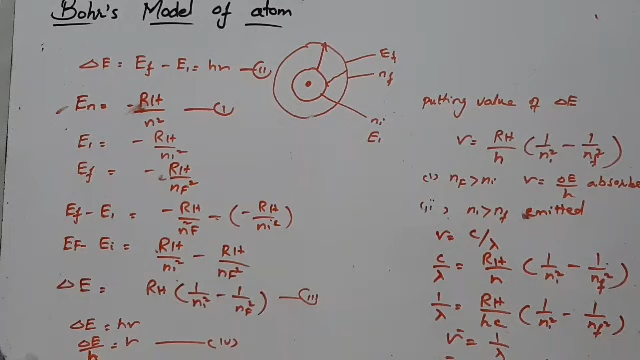 Bohr's Model of atom
ΔE = Ef - Ei = hν —(i)
Ef
nf
ni
Ei
En = - RH/n² —(i)
Ei = - RH/ni²
Ef = - RH/nF²
Ef - Ei = - RH/nF - (- RH/ni²)
EF - Ei = RH/ni² - RH/nF²
ΔE = RH (1/ni² - 1/nf²) —(iii)
ΔE = hν
ΔE/h = ν —(iv)
putting value of ΔE
ν = RH/h (1/ni² - 1/nf²)
(i) nF > ni ν = ΔE/h absorbe
(ii) ni > nf emitted
ν = c/λ
c/λ = RH/h (1/ni² - 1/nf²)
1/λ = RH/hc (1/ni² - 1/nf²)
ν̄ = 1/λ